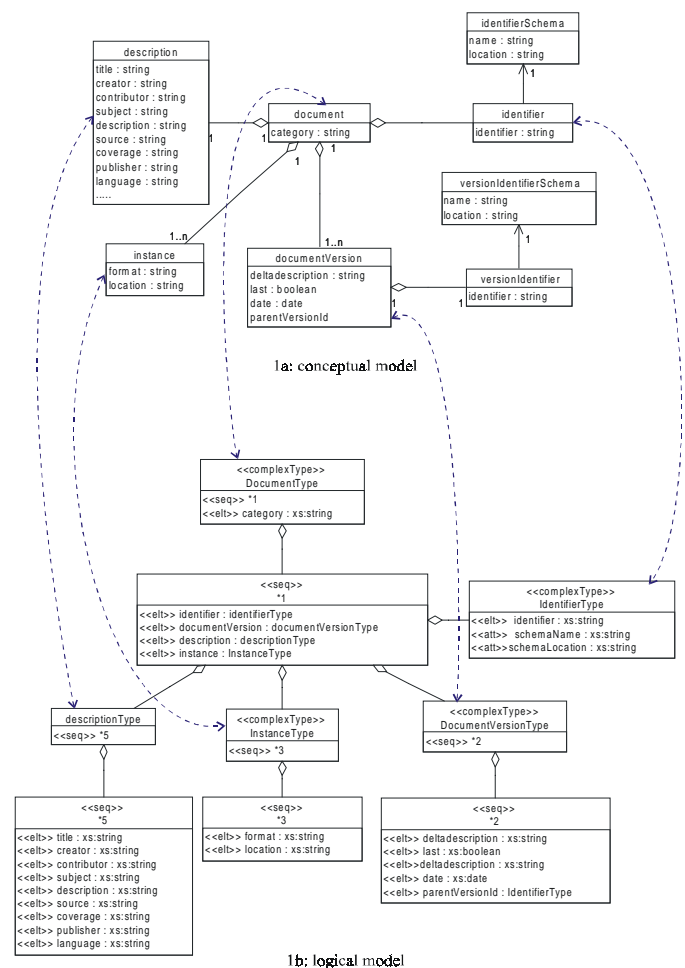 identifierSchema
name : string
location : string
1
description
title : string
creator : string
contributor : string
subject : string
description : string
source : string
coverage : string
publisher : string
language : string
.....
1
1
document
category : string
1
identifier
identifier : string
versionIdentifierSchema
name : string
location : string
1
1..n
1..n
instance
format : string
location : string
documentVersion
deltadescription : string
last : boolean
date : date
parentVersionId
1
1
versionIdentifier
identifier : string
1a: conceptual model
<<complexType>>
DocumentType
<<seq>> *1
<<elt>> category : xs:string
<<seq>>
*1
<<elt>> identifier : identifierType
<<elt>> documentVersion : documentVersionType
<<elt>> description : descriptionType
<<elt>> instance : InstanceType
<<complexType>>
IdentifierType
<<elt>> identifier : xs:string
<<att>> schemaName : xs:string
<<att>>schemaLocation : xs:string
descriptionType
<<seq>> *5
<<complexType>>
InstanceType
<<seq>> *3
<<complexType>>
DocumentVersionType
<<seq>> *2
<<seq>>
*5
<<elt>> title : xs:string
<<elt>> creator : xs:string
<<elt>> contributor : xs:string
<<elt>> subject : xs:string
<<elt>> description : xs:string
<<elt>> source : xs:string
<<elt>> coverage : xs:string
<<elt>> publisher : xs:string
<<elt>> language : xs:string
<<seq>>
*3
<<elt>> format : xs:string
<<elt>> location : xs:string
<<seq>>
*2
<<elt>> deltadescription : xs:string
<<elt>> last : xs:boolean
<<elt>>deltadescription : xs:string
<<elt>> date : xs:date
<<elt>> parentVersionId : IdentifierType
1b: logical model